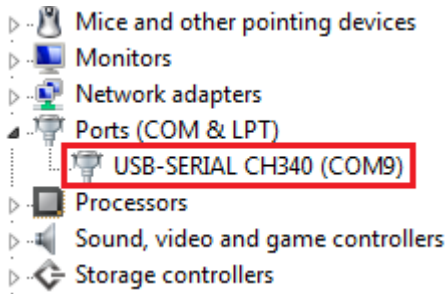 Mice and other pointing devices
Monitors
Network adapters
Ports (COM & LPT)
USB-SERIAL CH340 (COM9)
Processors
Sound, video and game controllers
Storage controllers